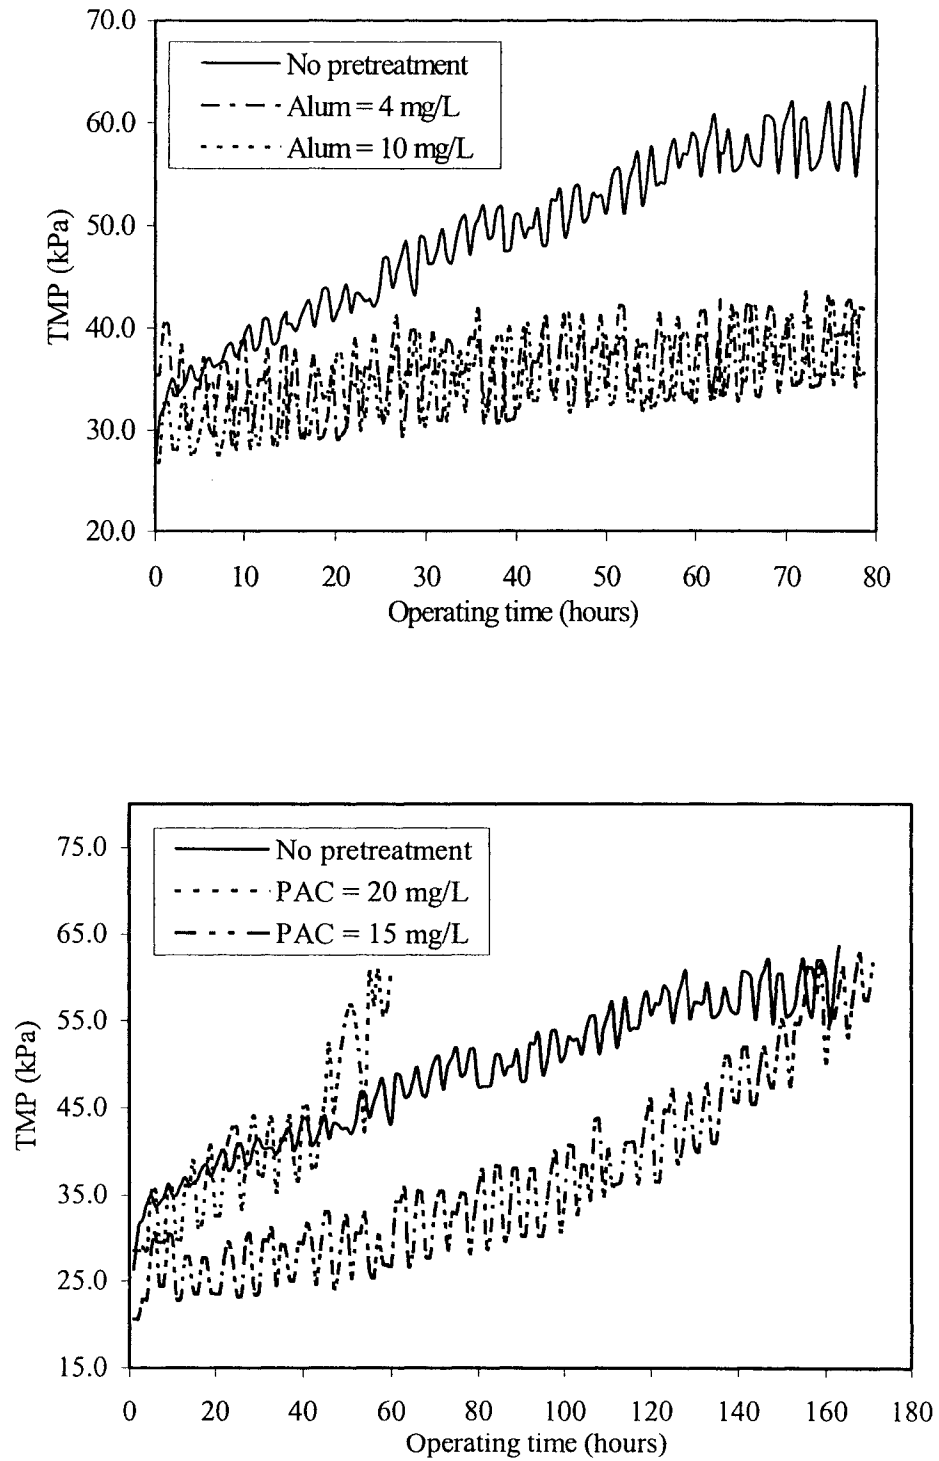 70.0
No pretreatment
Alum = 4 mg/L
Alum = 10 mg/L
60.0
50.0
40.0
30.0
20.0
TMP (kPa)
0 10 20 30 40 50 60 70 80
Operating time (hours)
75.0
No pretreatment
PAC = 20 mg/L
PAC = 15 mg/L
65.0
55.0
45.0
35.0
25.0
15.0
TMP (kPa)
0 20 40 60 80 100 120 140 160 180
Operating time (hours)